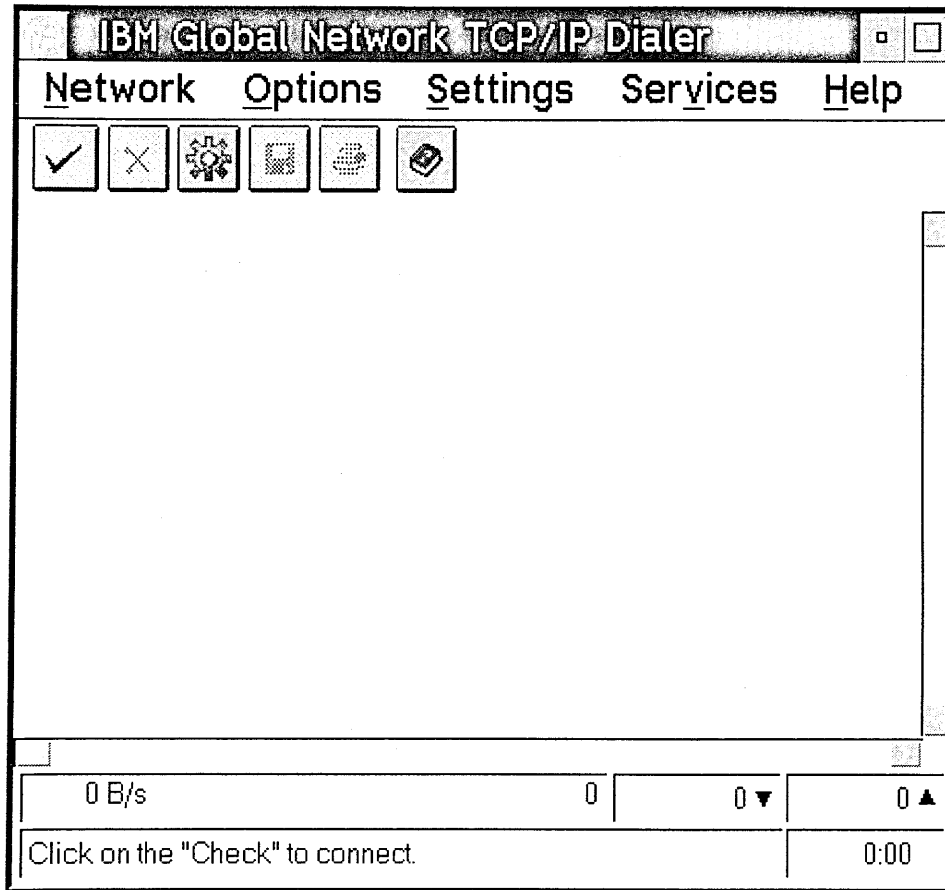 IBM Global Network TCP/IP Dialer
Network Options Settings Services Help
0 B/s 0 0 ▼ 0 ▲
Click on the "Check" to connect. 0:00